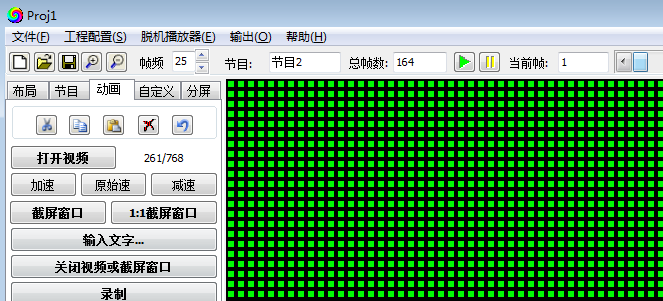 Proj1
文件(F) 工程配置(S) 脱机播放器(E) 输出(O) 帮助(H)
帧频 25 节目: 节目2 总帧数: 164 当前帧: 1
布局 节目 动画 自定义 分屏
打开视频 261/768
加速 原始速 减速
截屏窗口 1:1截屏窗口
输入文字...
关闭视频或截屏窗口
录制